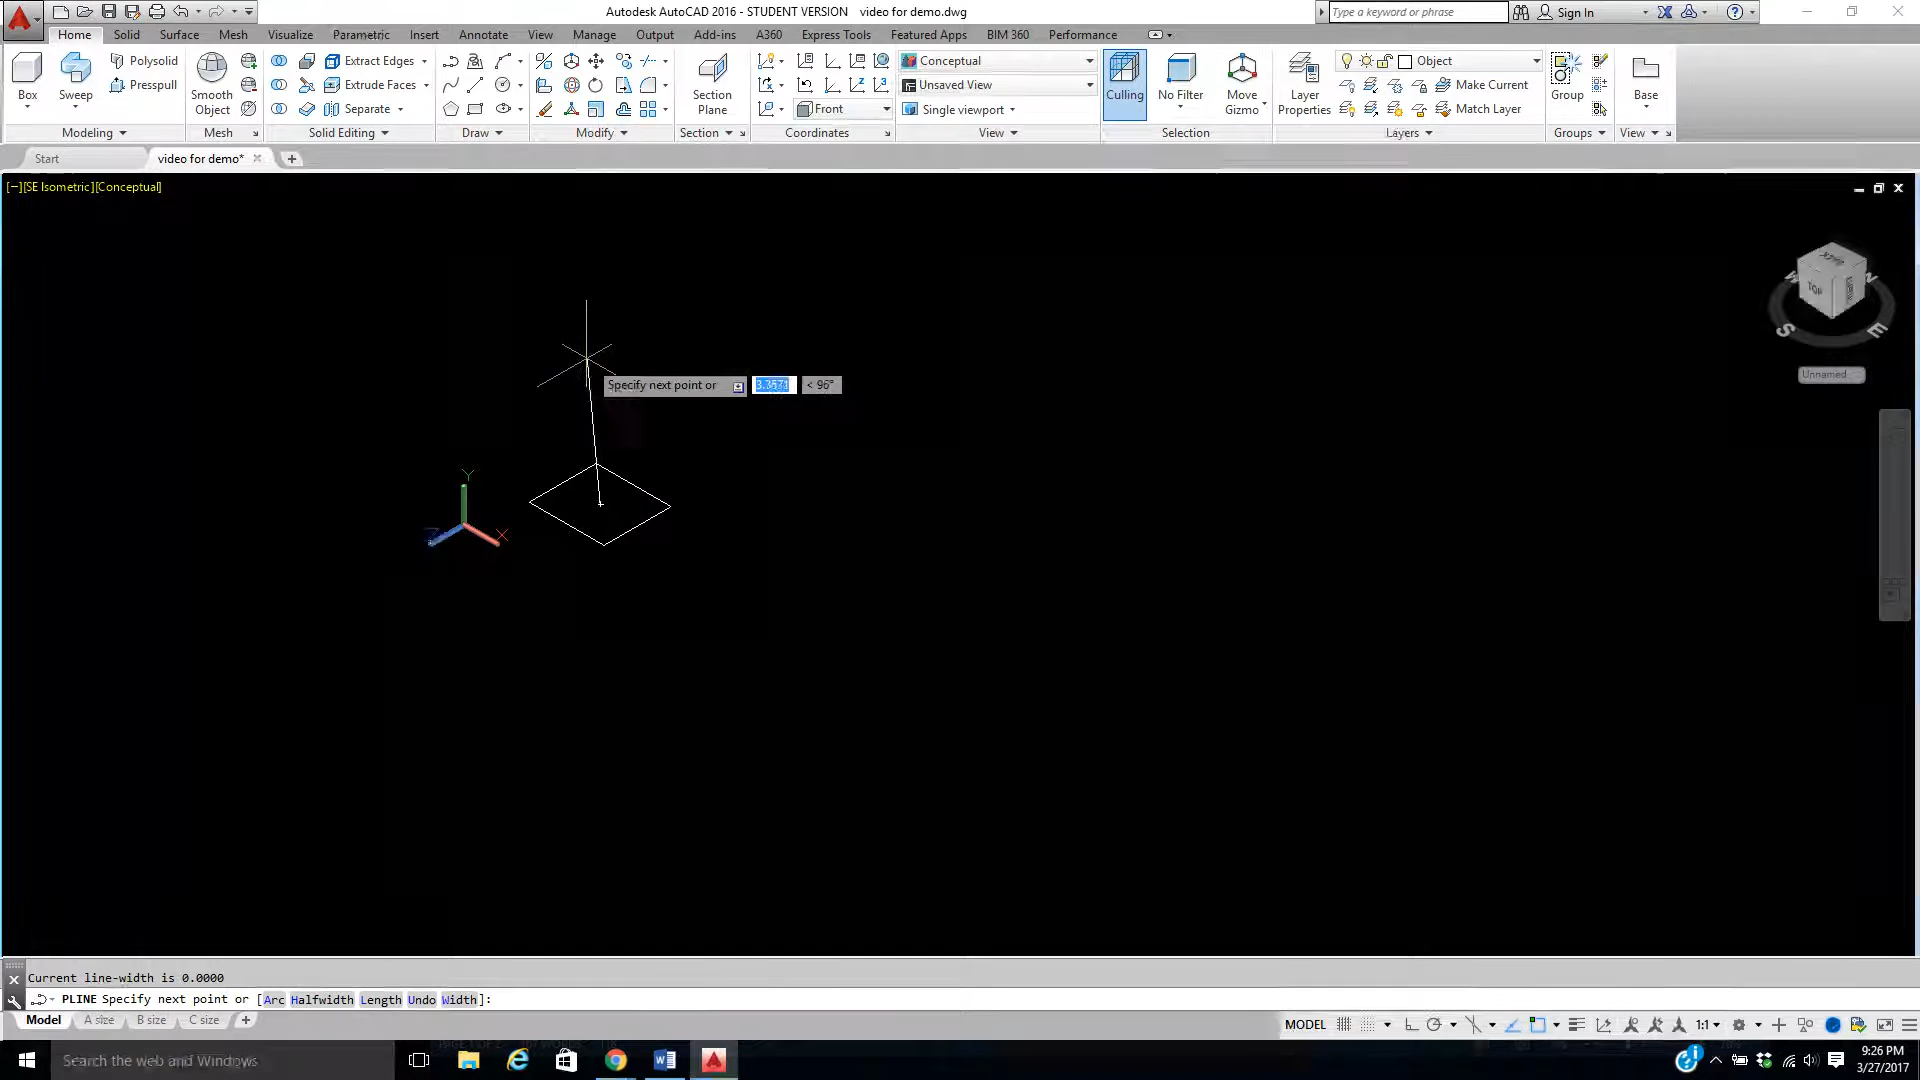 Autodesk AutoCAD 2016 - STUDENT VERSION    video for demo.dwg
Type a keyword or phrase
Sign In
Home Solid Surface Mesh Visualize Parametric Insert Annotate View Manage Output Add-ins A360 Express Tools Featured Apps BIM 360 Performance
Box
Sweep
Polysolid
Presspull
Modeling
Smooth Object
Mesh
Extract Edges
Extrude Faces
Separate
Solid Editing
Draw
Modify
Section Plane
Section
Front
Coordinates
Conceptual
Unsaved View
Single viewport
View
Culling
No Filter
Move Gizmo
Selection
Layer Properties
Object
Make Current
Match Layer
Layers
Group
Groups
Base
View
Start
video for demo*
[−][SE Isometric][Conceptual]
BACK
TOP
W
N
S
E
Unnamed
Specify next point or
3.3571
< 96°
Y
Z
X
Current line-width is 0.0000
PLINE Specify next point or [Arc Halfwidth Length Undo Width]:
Model
A size
B size
C size
MODEL
1:1
Search the web and Windows
9:26 PM
3/27/2017